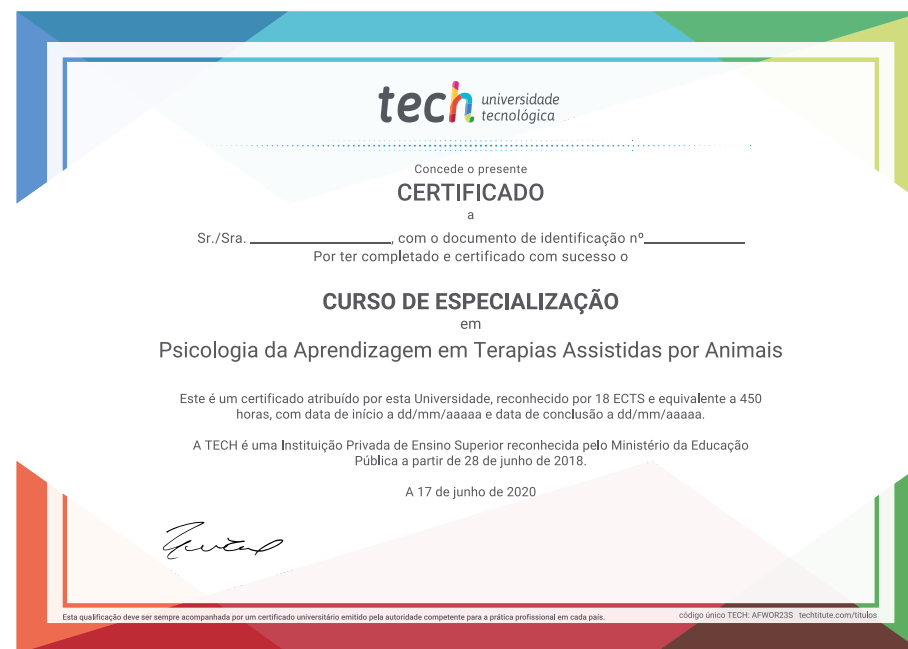 tech universidade
tecnológica
Concede o presente
CERTIFICADO
a
Sr./Sra. ________________, com o documento de identificação nº____________
Por ter completado e certificado com sucesso o
CURSO DE ESPECIALIZAÇÃO
em
Psicologia da Aprendizagem em Terapias Assistidas por Animais
Este é um certificado atribuído por esta Universidade, reconhecido por 18 ECTS e equivalente a 450
horas, com data de início a dd/mm/aaaaa e data de conclusão a dd/mm/aaaaa.
A TECH é uma Instituição Privada de Ensino Superior reconhecida pelo Ministério da Educação
Pública a partir de 28 de junho de 2018.
A 17 de junho de 2020
Esta qualificação deve ser sempre acompanhada por um certificado universitário emitido pela autoridade competente para a prática profissional em cada país.
código único TECH: AFWOR23S techtitute.com/titulos